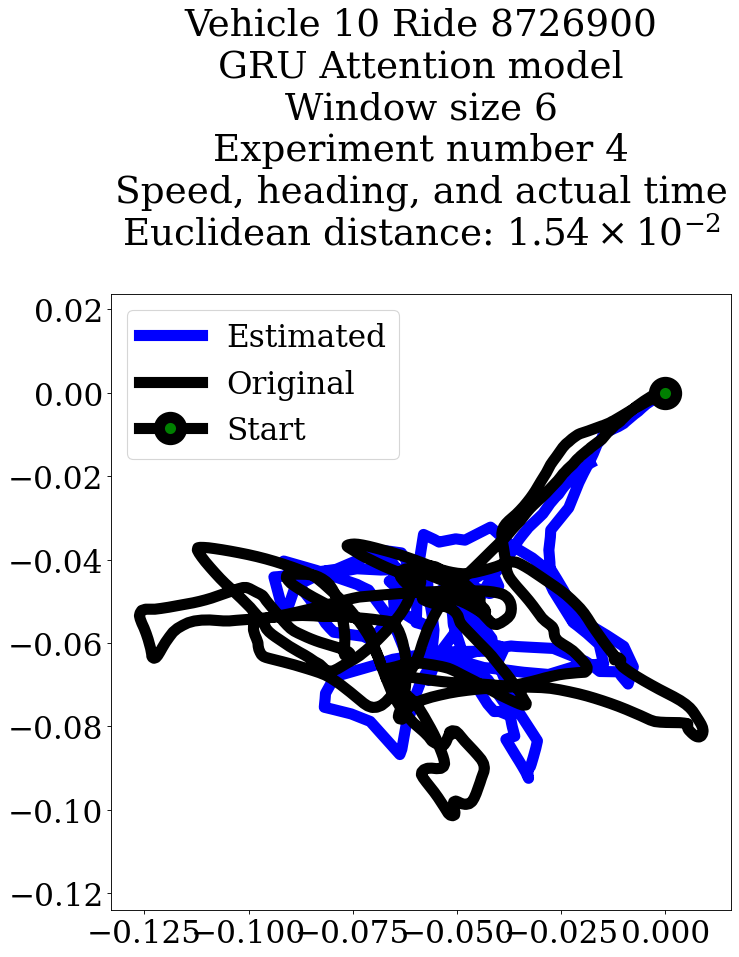 Vehicle 10 Ride 8726900
GRU Attention model
Window size 6
Experiment number 4
Speed, heading, and actual time
Euclidean distance: 1.54 × 10⁻²
Estimated
Original
Start
0.02
0.00
−0.02
−0.04
−0.06
−0.08
−0.10
−0.12
−0.125 −0.100 −0.075 −0.050 −0.025 0.000